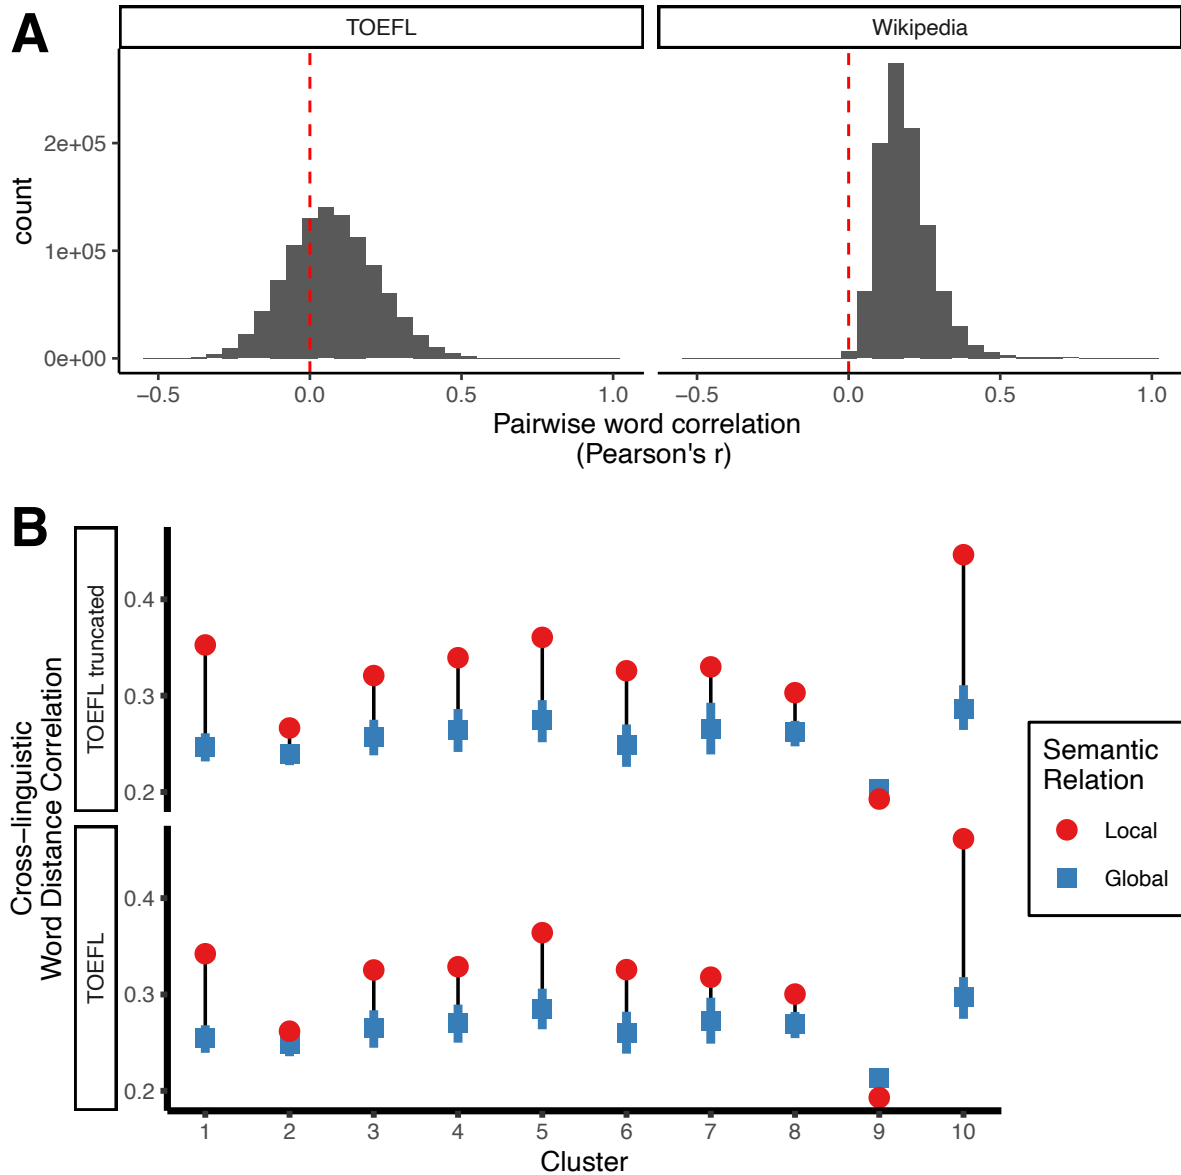 A
TOEFL
Wikipedia
count
2e+05
1e+05
0e+00
−0.5
0.0
0.5
1.0
−0.5
0.0
0.5
1.0
Pairwise word correlation
(Pearson's r)
B
Cross−linguistic
Word Distance Correlation
TOEFL truncated
0.4
0.3
0.2
TOEFL
0.4
0.3
0.2
1
2
3
4
5
6
7
8
9
10
Cluster
Semantic
Relation
Local
Global